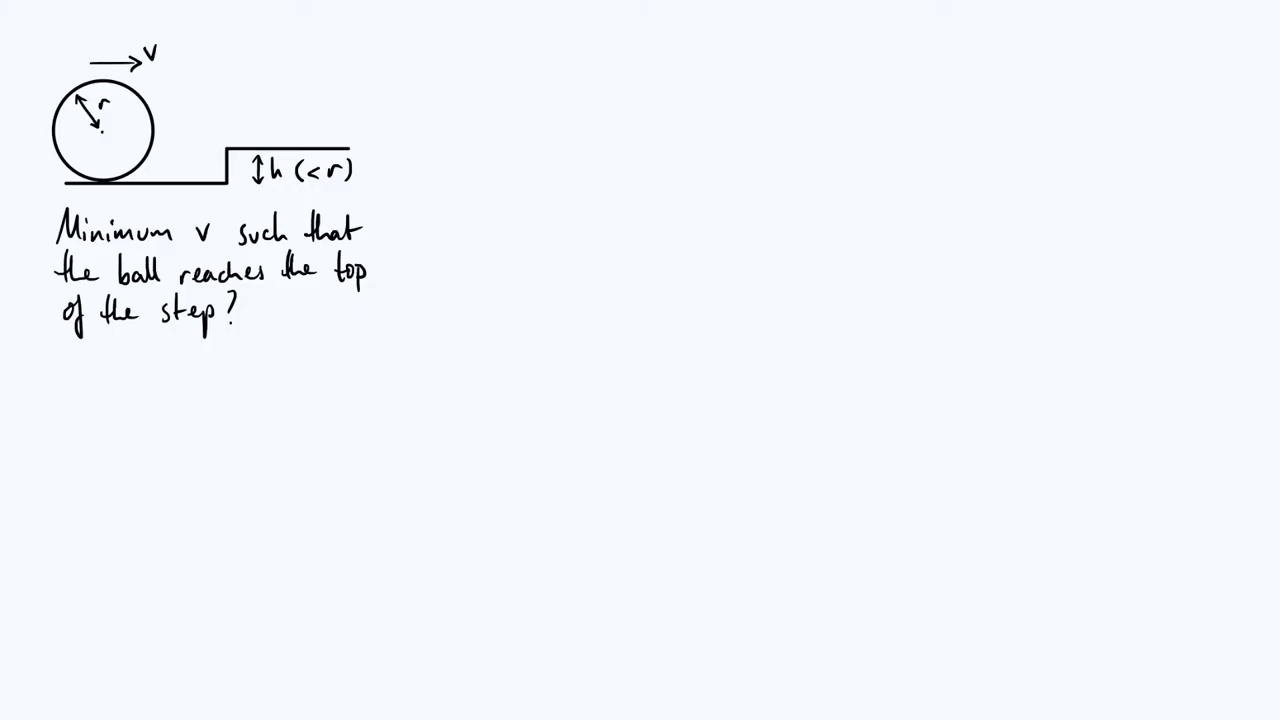 v
r
h (< r)
Minimum v such that
the ball reaches the top
of the step?